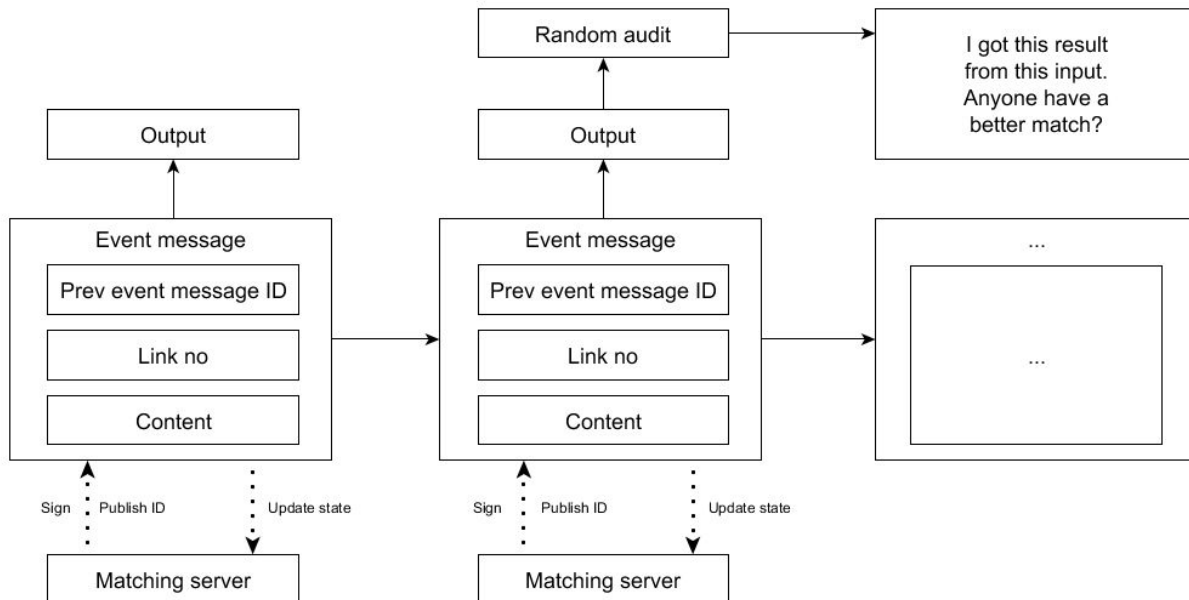 Random audit
I got this result
from this input.
Anyone have a
better match?
Output
Output
Event message
Prev event message ID
Link no
Content
Event message
Prev event message ID
Link no
Content
...
...
Sign
Publish ID
Update state
Sign
Publish ID
Update state
Matching server
Matching server